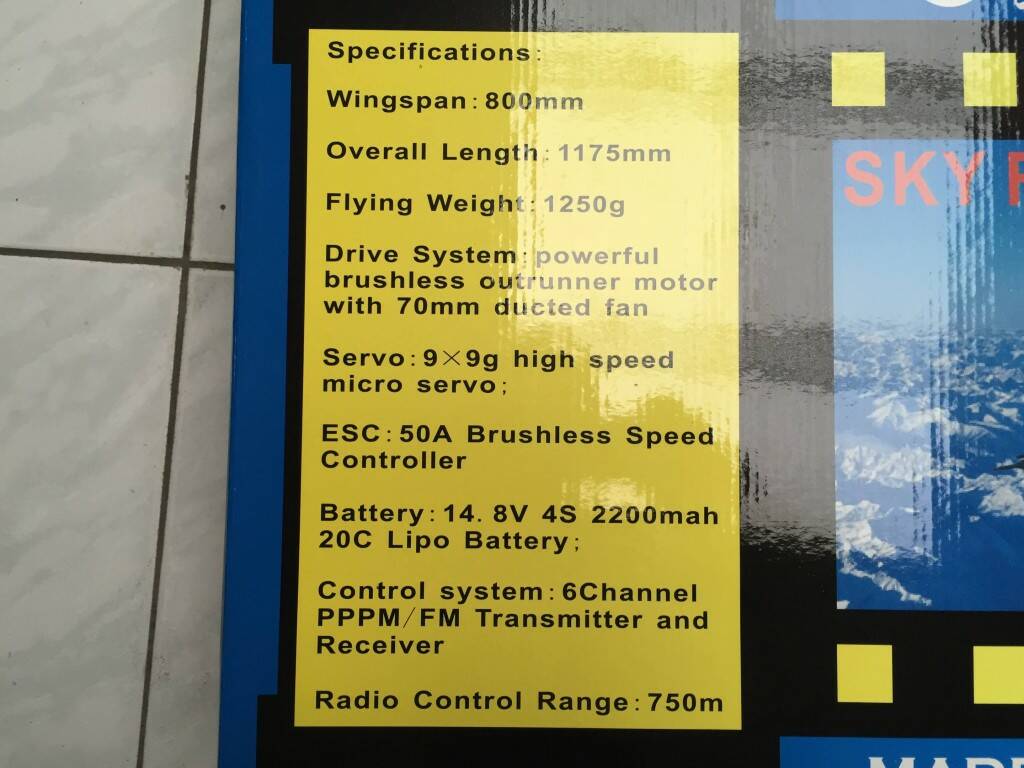 Specifications:
Wingspan:800mm
Overall Length:1175mm
Flying Weight:1250g
Drive System:powerful
brushless outrunner motor
with 70mm ducted fan
Servo:9×9g high speed
micro servo;
ESC:50A Brushless Speed
Controller
Battery:14. 8V 4S 2200mah
20C Lipo Battery;
Control system:6Channel
PPPM/FM Transmitter and
Receiver
Radio Control Range:750m
SKY